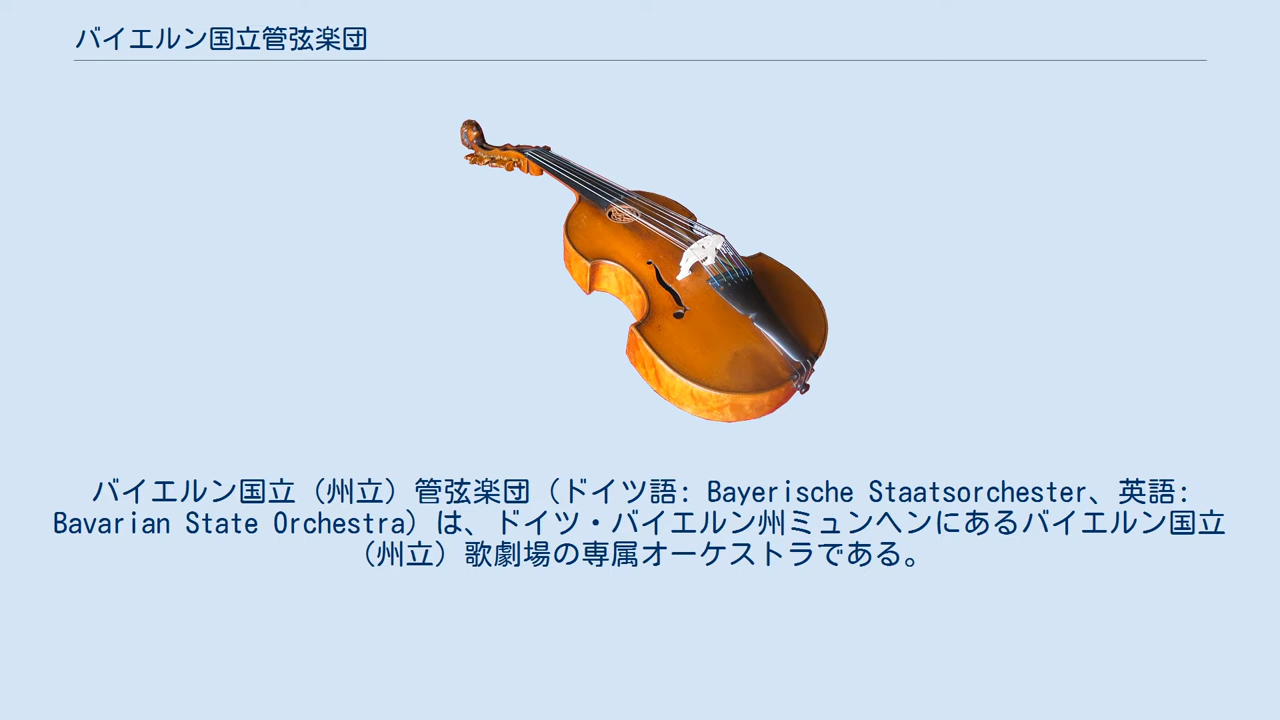 バイエルン国立管弦楽団
バイエルン国立（州立）管弦楽団（ドイツ語: Bayerische Staatsorchester、英語:
Bavarian State Orchestra）は、ドイツ・バイエルン州ミュンヘンにあるバイエルン国立
（州立）歌劇場の専属オーケストラである。